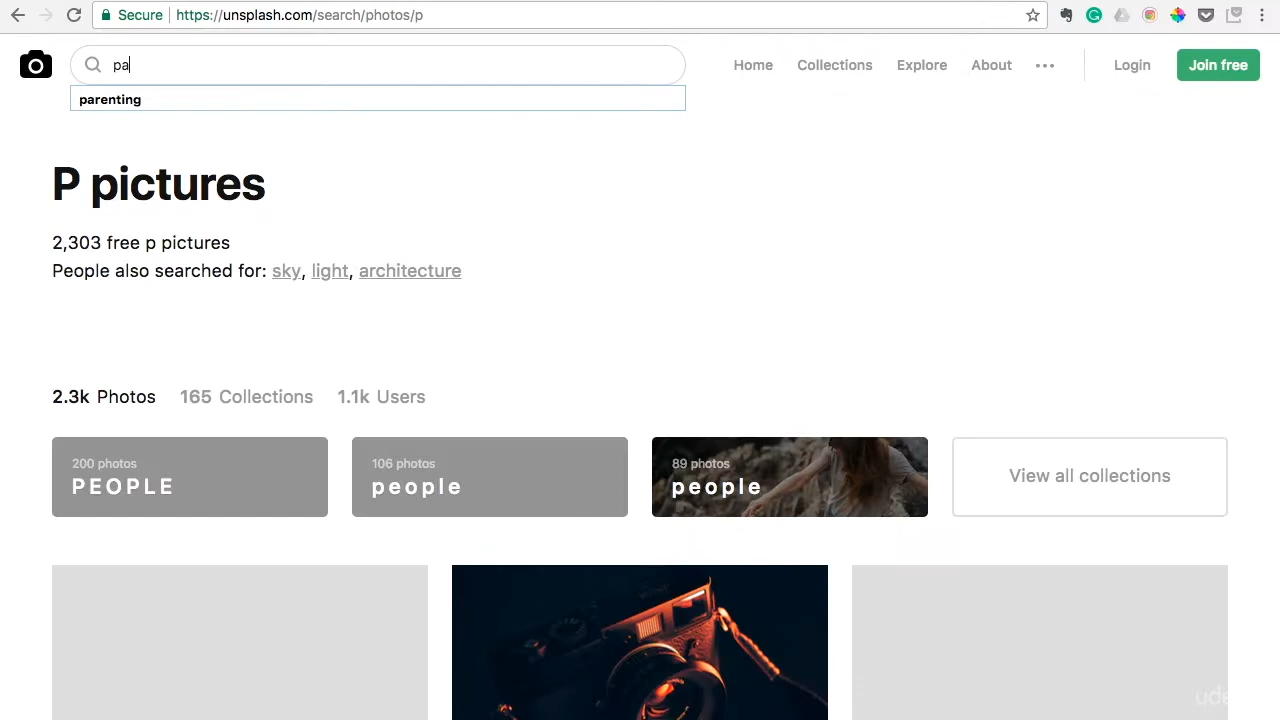 Secure https://unsplash.com/search/photos/p
pa Home Collections Explore About ••• Login Join free
parenting
P pictures
2,303 free p pictures
People also searched for: sky, light, architecture
2.3k Photos 165 Collections 1.1k Users
200 photos 106 photos 89 photos
PEOPLE people people View all collections